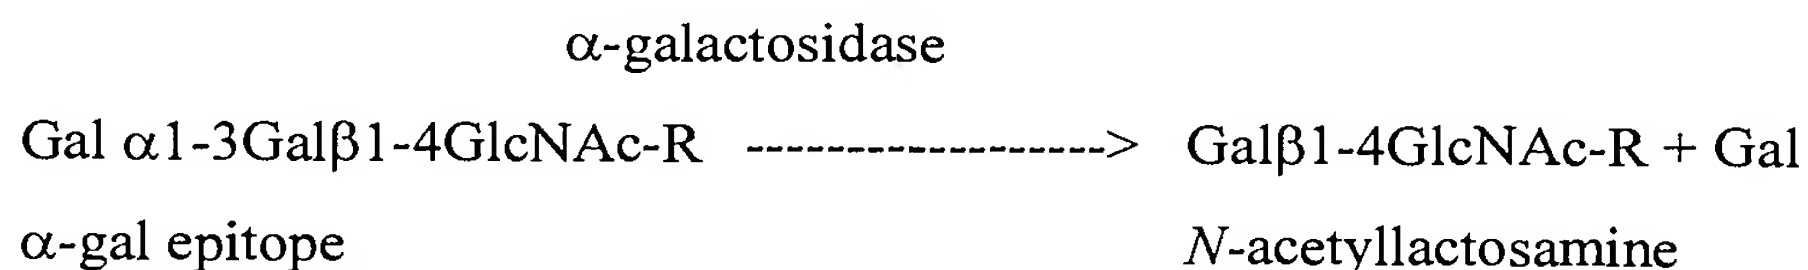 α-galactosidase
Gal α1-3Galβ1-4GlcNAc-R ------------------> Galβ1-4GlcNAc-R + Gal
α-gal epitope N-acetyllactosamine